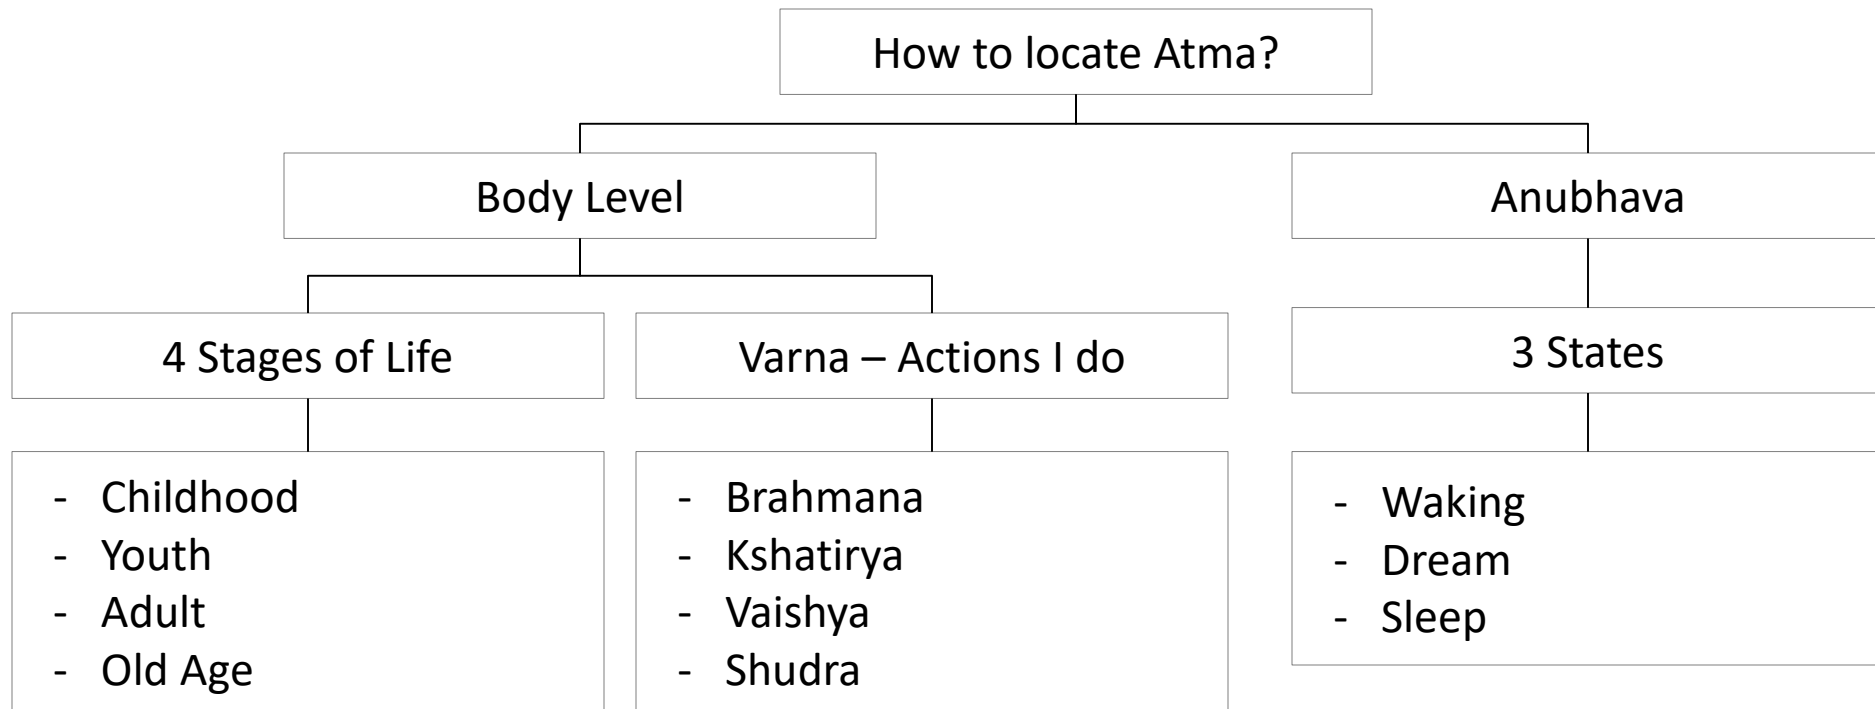 How to locate Atma?
Body Level
Anubhava
4 Stages of Life
Varna – Actions I do
3 States
- Childhood
- Youth
- Adult
- Old Age
- Brahmana
- Kshatirya
- Vaishya
- Shudra
- Waking
- Dream
- Sleep